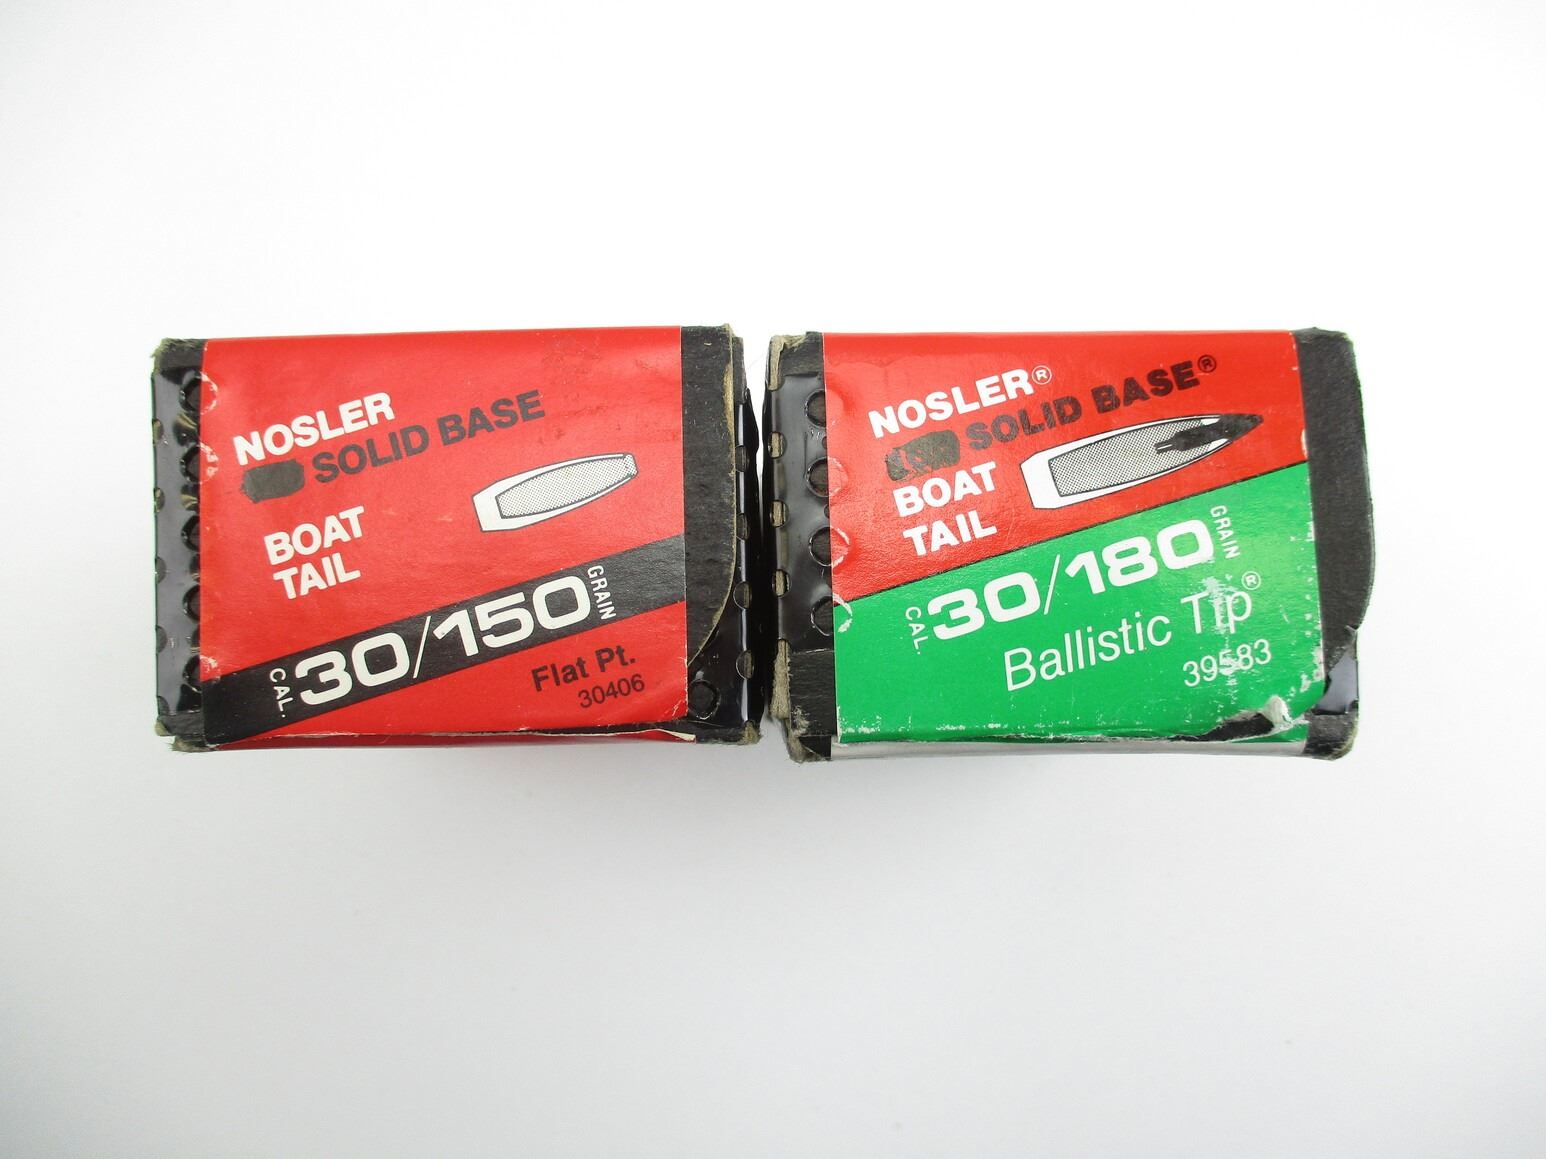 NOSLER
SOLID BASE
BOAT
TAIL
CAL. 30/150 GRAIN
Flat Pt.
30406
NOSLER®
SOLID BASE®
BOAT
TAIL
CAL. 30/180 GRAIN
Ballistic Tip®
39583